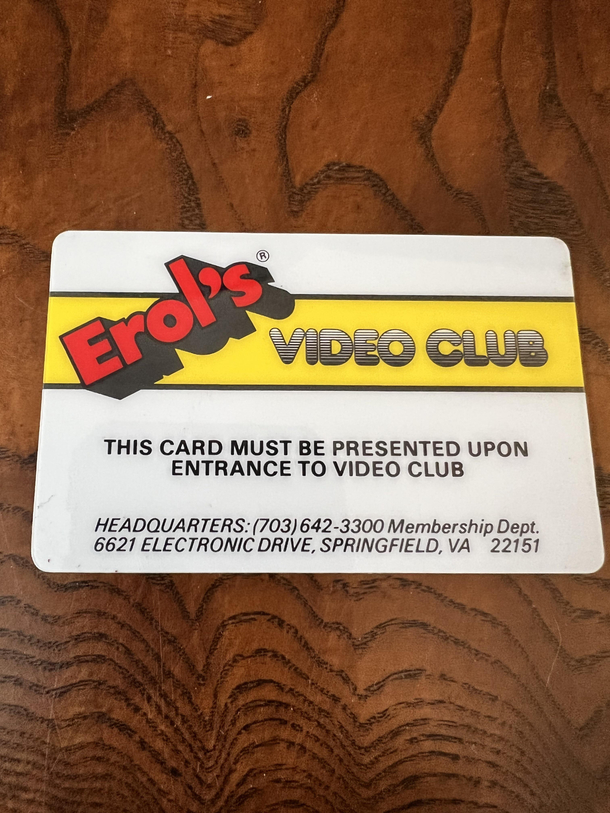 Erol's®
VIDEO CLUB
THIS CARD MUST BE PRESENTED UPON
ENTRANCE TO VIDEO CLUB
HEADQUARTERS: (703) 642-3300 Membership Dept.
6621 ELECTRONIC DRIVE, SPRINGFIELD, VA 22151